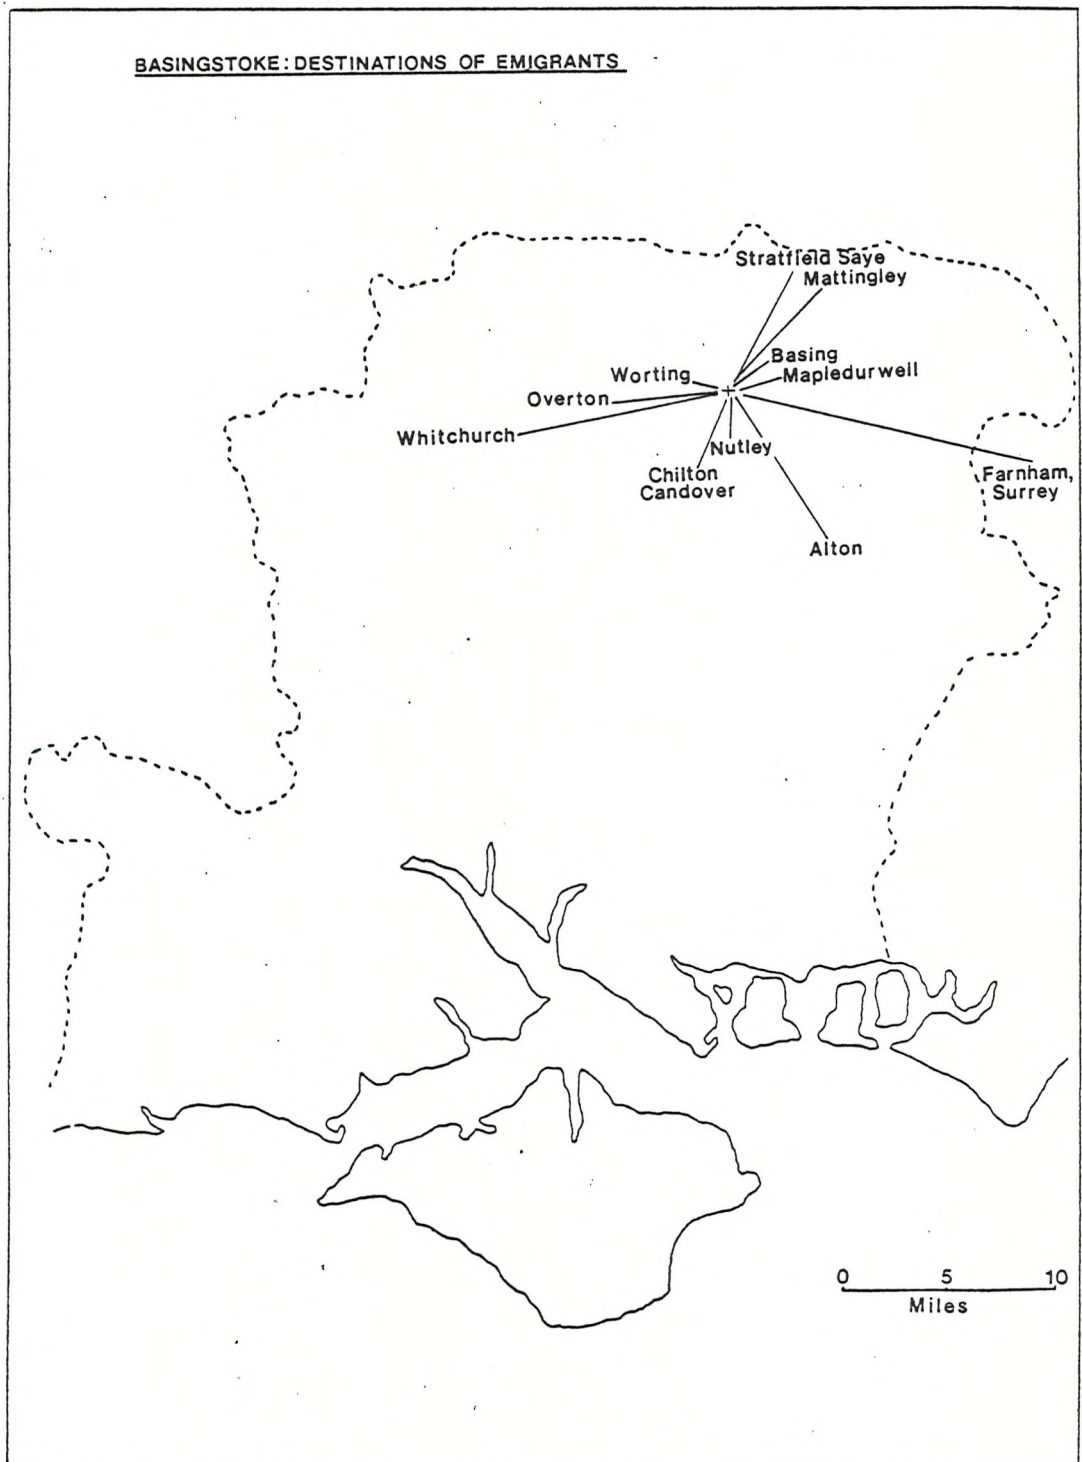 BASINGSTOKE: DESTINATIONS OF EMIGRANTS
Stratfield Saye
Mattingley
Basing
Mapledurwell
Worting
Overton
Whitchurch
Nutley
Chilton
Candover
Farnham,
Surrey
Alton
0 5 10
Miles